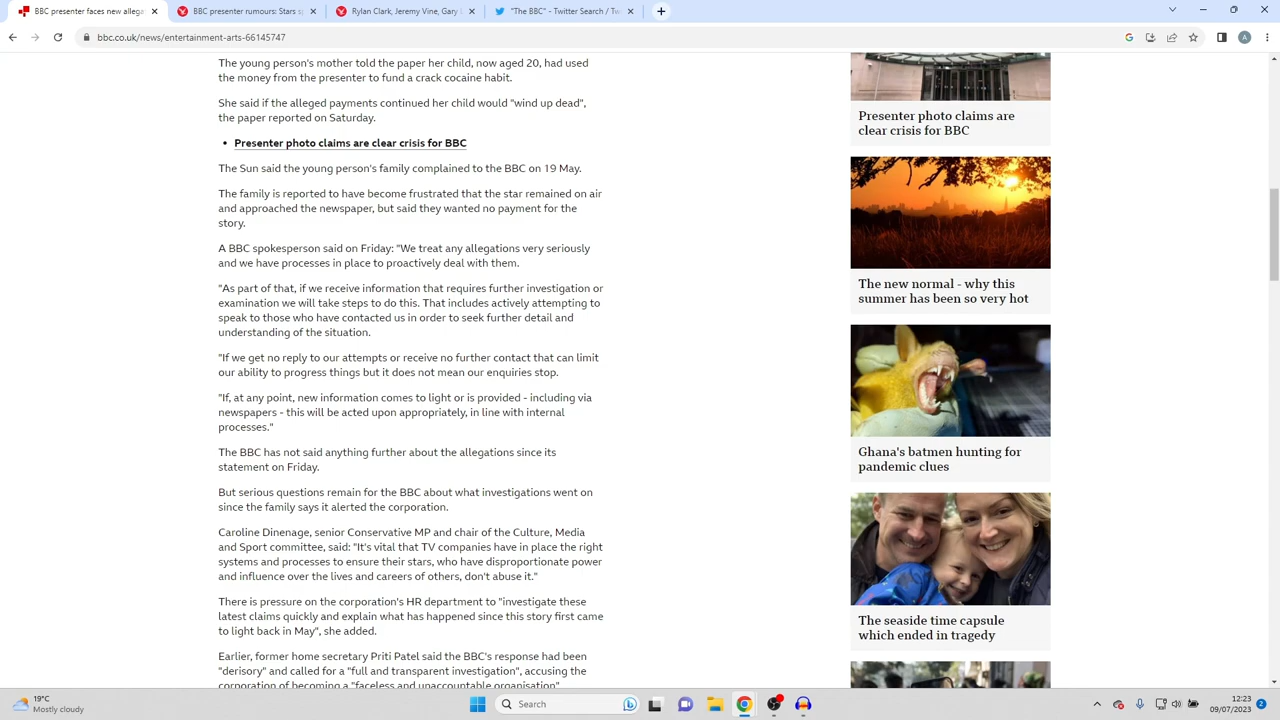 BBC presenter faces new allega
BBC presenter rumours: Stars s
Rylan Clark, Jeremy Vine, Gary L
"The BBC" - Twitter Search / Tw
bbc.co.uk/news/entertainment-arts-66145747
A
The young person's mother told the paper her child, now aged 20, had used
the money from the presenter to fund a crack cocaine habit.
She said if the alleged payments continued her child would "wind up dead",
the paper reported on Saturday.
• Presenter photo claims are clear crisis for BBC
The Sun said the young person's family complained to the BBC on 19 May.
The family is reported to have become frustrated that the star remained on air
and approached the newspaper, but said they wanted no payment for the
story.
A BBC spokesperson said on Friday: "We treat any allegations very seriously
and we have processes in place to proactively deal with them.
"As part of that, if we receive information that requires further investigation or
examination we will take steps to do this. That includes actively attempting to
speak to those who have contacted us in order to seek further detail and
understanding of the situation.
"If we get no reply to our attempts or receive no further contact that can limit
our ability to progress things but it does not mean our enquiries stop.
"If, at any point, new information comes to light or is provided - including via
newspapers - this will be acted upon appropriately, in line with internal
processes."
The BBC has not said anything further about the allegations since its
statement on Friday.
But serious questions remain for the BBC about what investigations went on
since the family says it alerted the corporation.
Caroline Dinenage, senior Conservative MP and chair of the Culture, Media
and Sport committee, said: "It's vital that TV companies have in place the right
systems and processes to ensure their stars, who have disproportionate power
and influence over the lives and careers of others, don't abuse it."
There is pressure on the corporation's HR department to "investigate these
latest claims quickly and explain what has happened since this story first came
to light back in May", she added.
Earlier, former home secretary Priti Patel said the BBC's response had been
"derisory" and called for a "full and transparent investigation", accusing the
corporation of becoming a "faceless and unaccountable organisation"
Presenter photo claims are
clear crisis for BBC
The new normal - why this
summer has been so very hot
Ghana's batmen hunting for
pandemic clues
The seaside time capsule
which ended in tragedy
19°C
Mostly cloudy
Search
12:23
09/07/2023
2